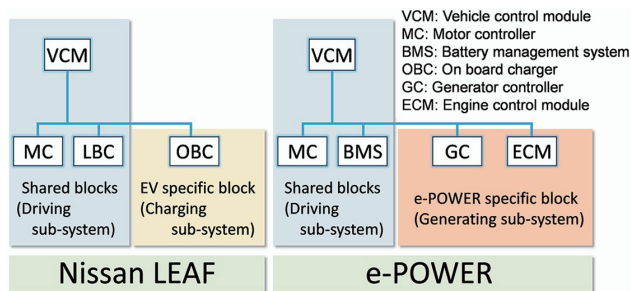 VCM
MC
LBC
OBC
Shared blocks
(Driving
sub-system)
EV specific block
(Charging
sub-system)
Nissan LEAF
VCM
MC
BMS
GC
ECM
Shared blocks
(Driving
sub-system)
e-POWER specific block
(Generating sub-system)
e-POWER
VCM: Vehicle control module
MC: Motor controller
BMS: Battery management system
OBC: On board charger
GC: Generator controller
ECM: Engine control module